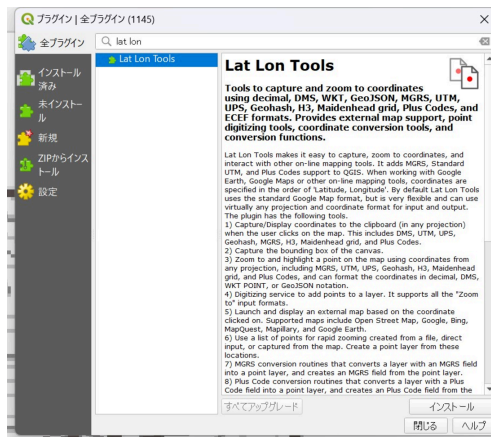 プラグイン | 全プラグイン (1145)
全プラグイン
lat lon
インストール
済み
未インストー
ル
新規
ZIPからインス
トール
設定
Lat Lon Tools
Lat Lon Tools
Tools to capture and zoom to coordinates
using decimal, DMS, WKT, GeoJSON, MGRS, UTM,
UPS, Geohash, H3, Maidenhead grid, Plus Codes, and
ECEF formats. Provides external map support, point
digitizing tools, coordinate conversion tools, and
conversion functions.
Lat Lon Tools makes it easy to capture, zoom to coordinates, and
interact with other on-line mapping tools. It adds MGRS, Standard
UTM, and Plus Codes support to QGIS. When working with Google
Earth, Google Maps or other on-line mapping tools, coordinates are
specified in the order of 'Latitude, Longitude'. By default Lat Lon Tools
uses the standard Google Map format, but is very flexible and can use
virtually any projection and coordinate format for input and output.
The plugin has the following tools.
1) Capture/Display coordinates to the clipboard (in any projection)
when the user clicks on the map. This includes DMS, UTM, UPS,
Geohash, MGRS, H3, Maidenhead grid, and Plus Codes.
2) Capture the bounding box of the canvas.
3) Zoom to and highlight a point on the map using coordinates from
any projection, including MGRS, UTM, UPS, Geohash, H3, Maidenhead
grid, and Plus Codes, and can format the coordinates in decimal, DMS,
WKT POINT, or GeoJSON notation.
4) Digitizing service to add points to a layer. It supports all the "Zoom
to" input formats.
5) Launch and display an external map based on the coordinate
clicked on. Supported maps include Open Street Map, Google, Bing,
MapQuest, Mapillary, and Google Earth.
6) Use a list of points for rapid zooming created from a file, direct
input, or captured from the map. Create a point layer from these
locations.
7) MGRS conversion routines that converts a layer with an MGRS field
into a point layer, and creates an MGRS field from the point layer.
8) Plus Code conversion routines that converts a layer with a Plus
Code field into a point layer, and creates an Plus Code field from the
すべてアップグレード
インストール
閉じる
ヘルプ